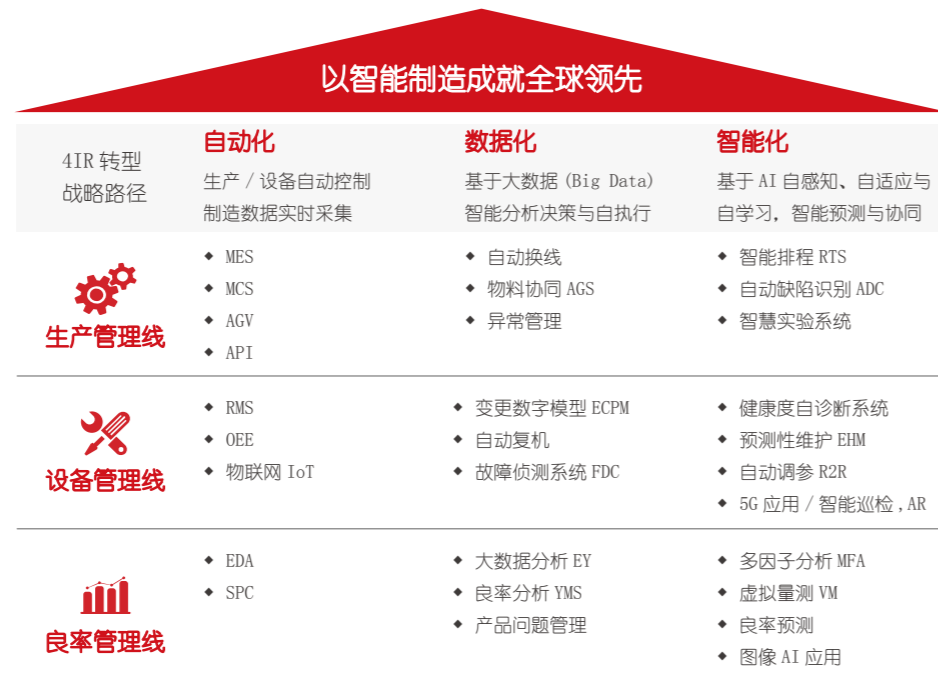 以智能制造成就全球领先
4IR 转型
战略路径
自动化
生产 / 设备自动控制
制造数据实时采集
数据化
基于大数据 (Big Data)
智能分析决策与自执行
智能化
基于 AI 自感知、自适应与
自学习，智能预测与协同
生产管理线
◆ MES
◆ MCS
◆ AGV
◆ API
◆ 自动换线
◆ 物料协同 AGS
◆ 异常管理
◆ 智能排程 RTS
◆ 自动缺陷识别 ADC
◆ 智慧实验系统
设备管理线
◆ RMS
◆ OEE
◆ 物联网 IoT
◆ 变更数字模型 ECPM
◆ 自动复机
◆ 故障侦测系统 FDC
◆ 健康度自诊断系统
◆ 预测性维护 EHM
◆ 自动调参 R2R
◆ 5G 应用 / 智能巡检 , AR
良率管理线
◆ EDA
◆ SPC
◆ 大数据分析 EY
◆ 良率分析 YMS
◆ 产品问题管理
◆ 多因子分析 MFA
◆ 虚拟量测 VM
◆ 良率预测
◆ 图像 AI 应用